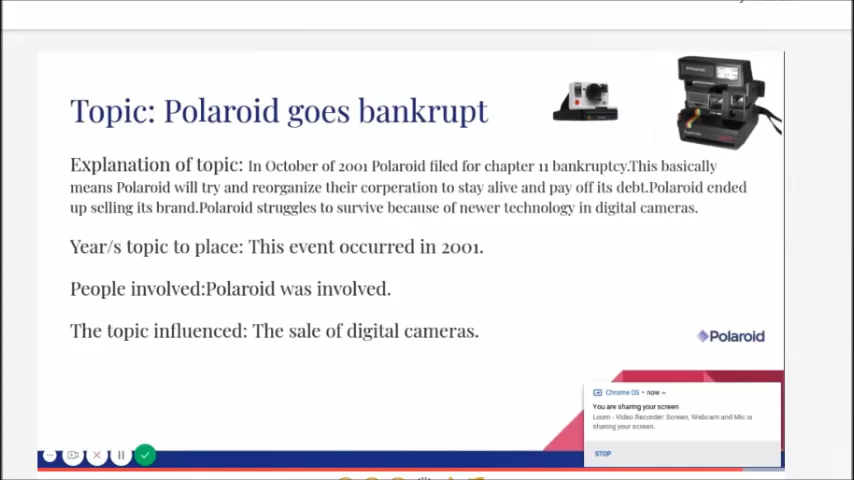 Topic: Polaroid goes bankrupt
Explanation of topic: In October of 2001 Polaroid filed for chapter 11 bankruptcy.This basically
means Polaroid will try and reorganize their corperation to stay alive and pay off its debt.Polaroid ended
up selling its brand.Polaroid struggles to survive because of newer technology in digital cameras.
Year/s topic to place: This event occurred in 2001.
People involved:Polaroid was involved.
The topic influenced: The sale of digital cameras.
Polaroid
Chrome OS • now
You are sharing your screen
Loom - Video Recorder: Screen, Webcam and Mic is
sharing your screen.
STOP